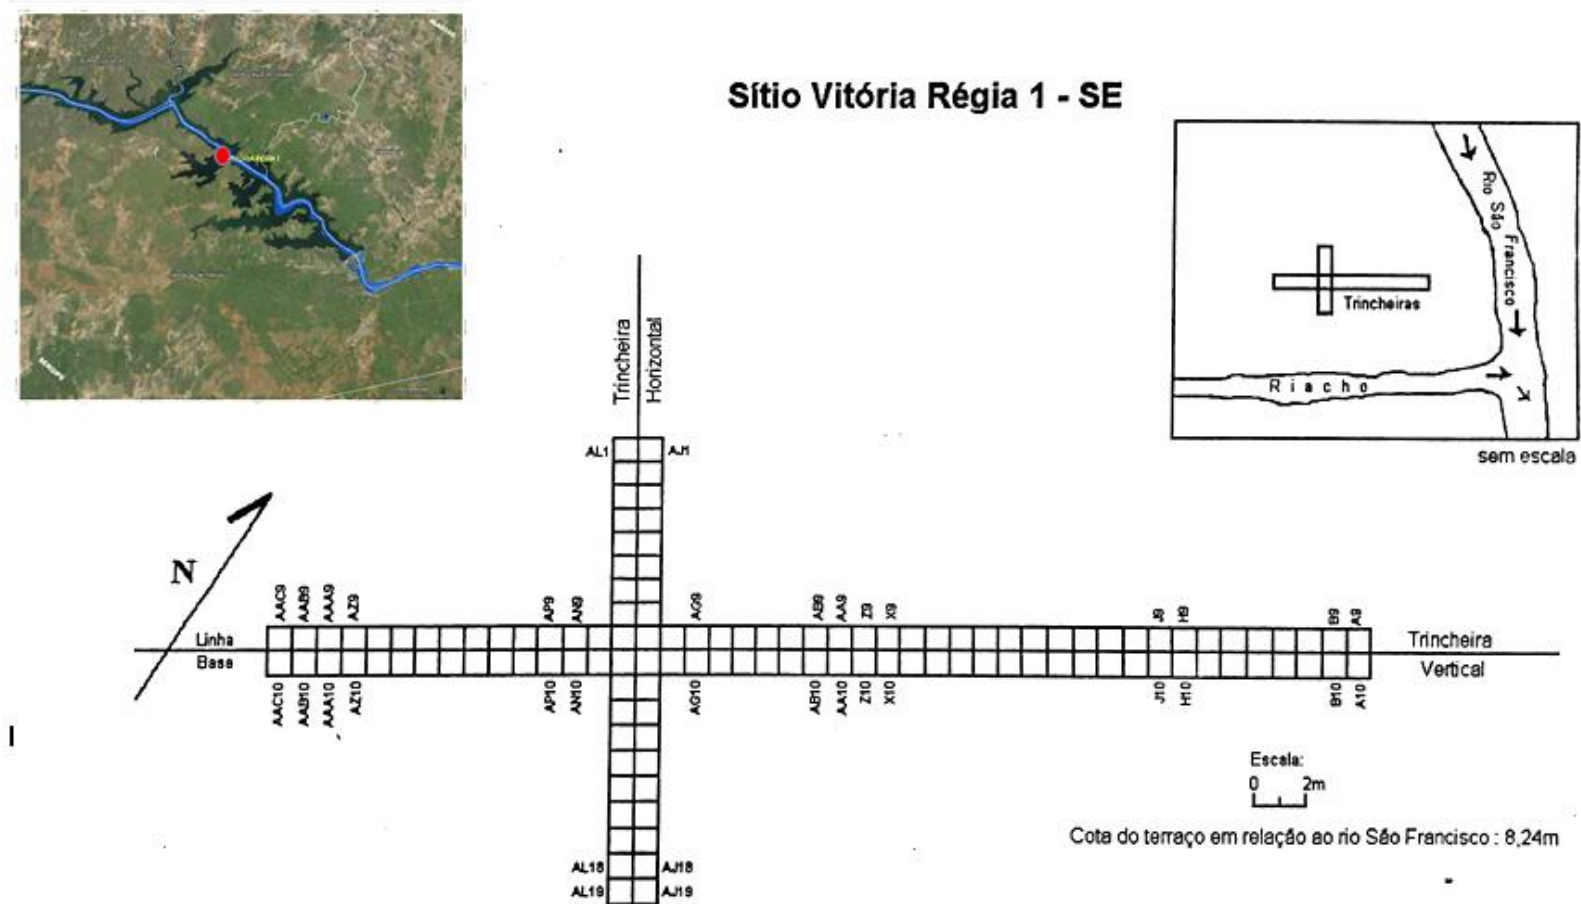 Sítio Vitória Régia 1 - SE
SERGIPE
Rio São Francisco
Trincheiras
Riacho
sem escala
Trincheira
Horizontal
AL1
AJ1
N
AAC9
AAB9
AAA9
AZ9
AP9
AN9
AG9
AB9
AA9
Z9
X9
J9
H9
B9
A9
Linha
Base
Trincheira
Vertical
AAC10
AAB10
AAA10
AZ10
AP10
AN10
AG10
AB10
AA10
Z10
X10
J10
H10
B10
A10
Escala:
0 2m
Cota do terraço em relação ao rio São Francisco : 8,24m
AL18
AJ18
AL19
AJ19